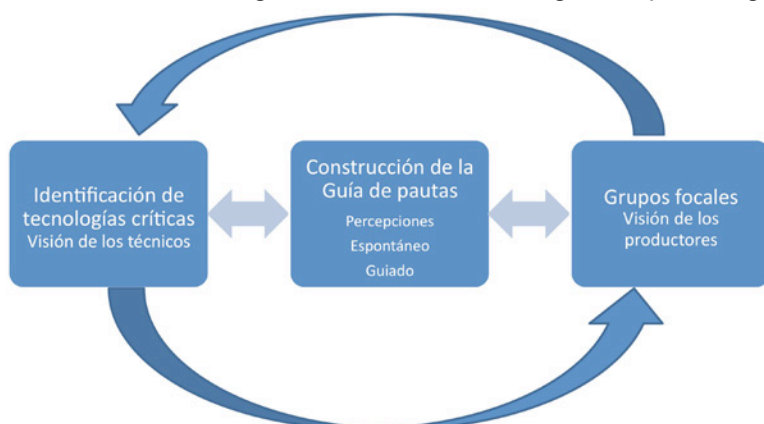 Identificación de
tecnologías críticas
Visión de los técnicos
Construcción de la
Guía de pautas
Percepciones
Espontáneo
Guiado
Grupos focales
Visión de los
productores